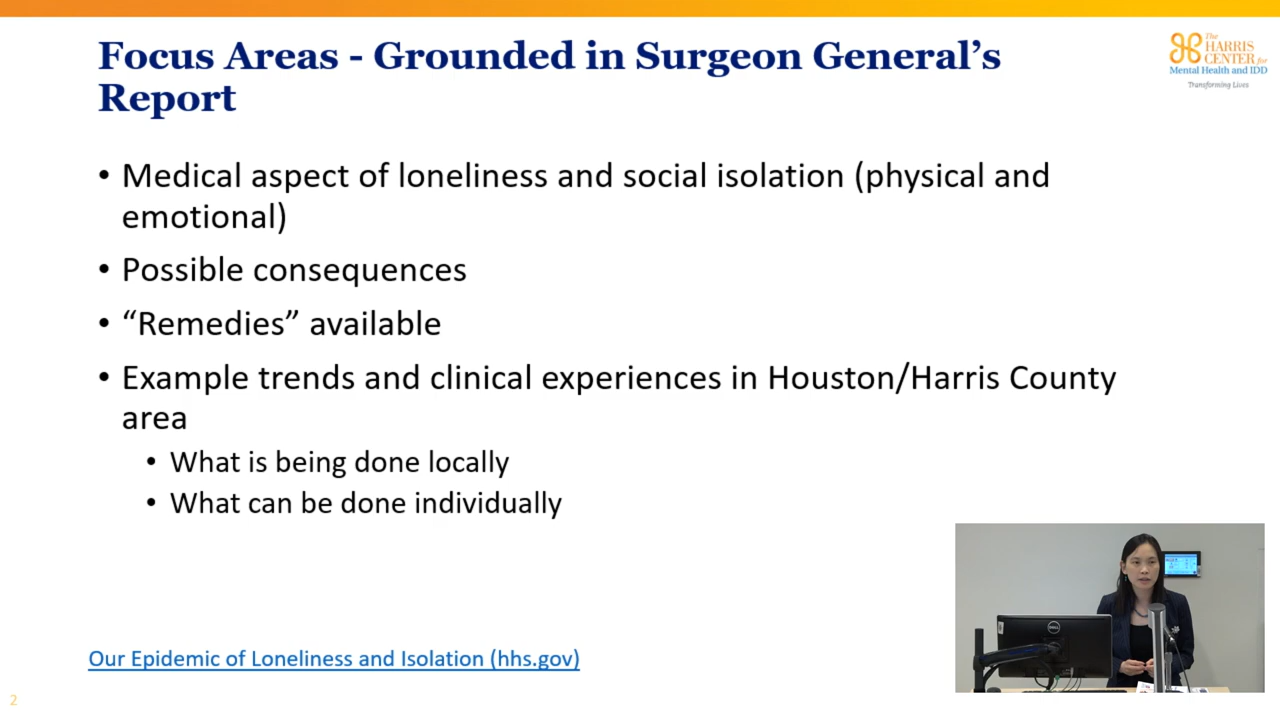 Focus Areas - Grounded in Surgeon General’s
Report
The
HARRIS
CENTER for
Mental Health and IDD
Transforming Lives
• Medical aspect of loneliness and social isolation (physical and
emotional)
• Possible consequences
• “Remedies” available
• Example trends and clinical experiences in Houston/Harris County
area
• What is being done locally
• What can be done individually
Our Epidemic of Loneliness and Isolation (hhs.gov)
DELL
2